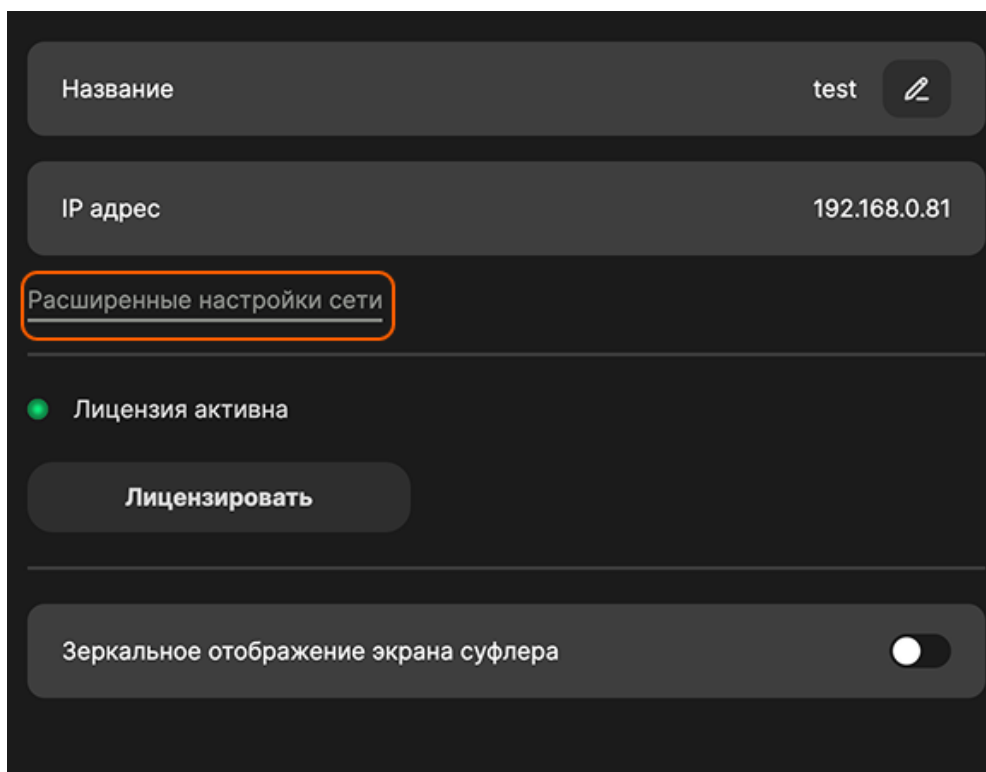 Название
test
IP адрес
192.168.0.81
Расширенные настройки сети
Лицензия активна
Лицензировать
Зеркальное отображение экрана суфлера